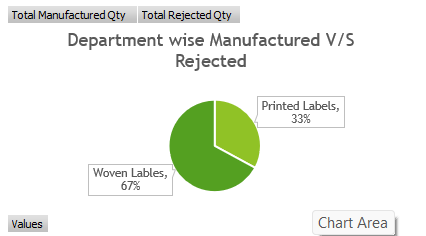 Total Manufactured Qty Total Rejected Qty
Department wise Manufactured V/S
Rejected
Printed Labels,
33%
Woven Lables,
67%
Values
Chart Area